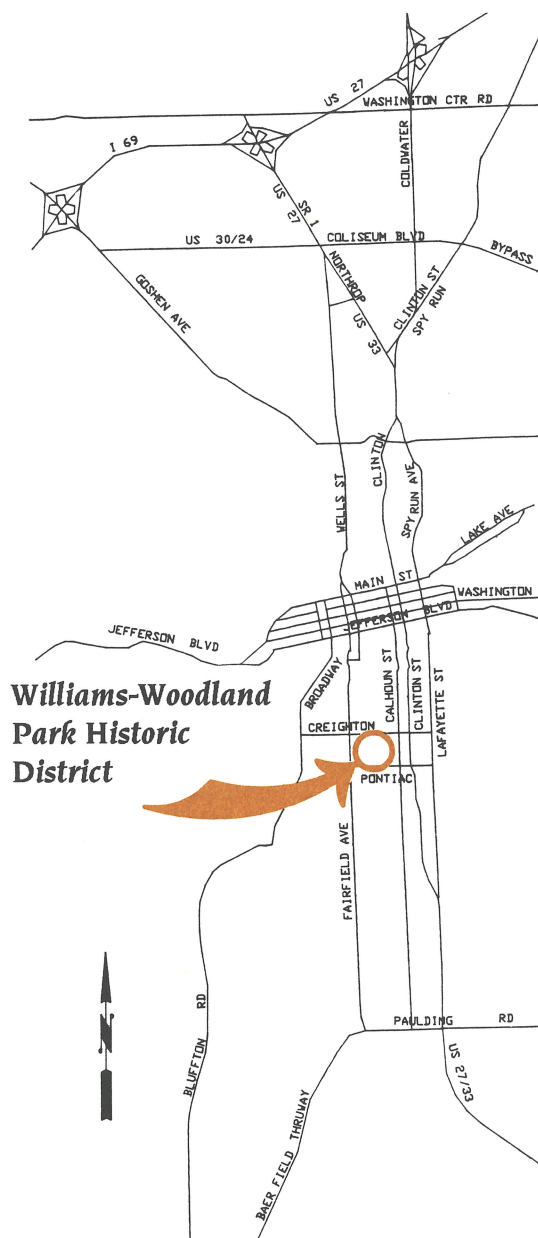 US 27
WASHINGTON CTR RD
I 69
COLDWATER
US 27
SR 1
US 30/24
COLISEUM BLVD
BYPASS
NORTHROP
CLINTON ST
SPY RUN
GOSHEN AVE
US 33
CLINTON
WELLS ST
SPY RUN AVE
LAKE AVE
MAIN ST
WASHINGTON
JEFFERSON BLVD
JEFFERSON BLVD
BROADWAY
CALHOUN ST
CLINTON ST
LAFAYETTE ST
Williams-Woodland
Park Historic
District
CREIGHTON
PONTIAC
FAIRFIELD AVE
N
BLUFFTON RD
PAULDING RD
US 27/33
BAER FIELD THRUWAY